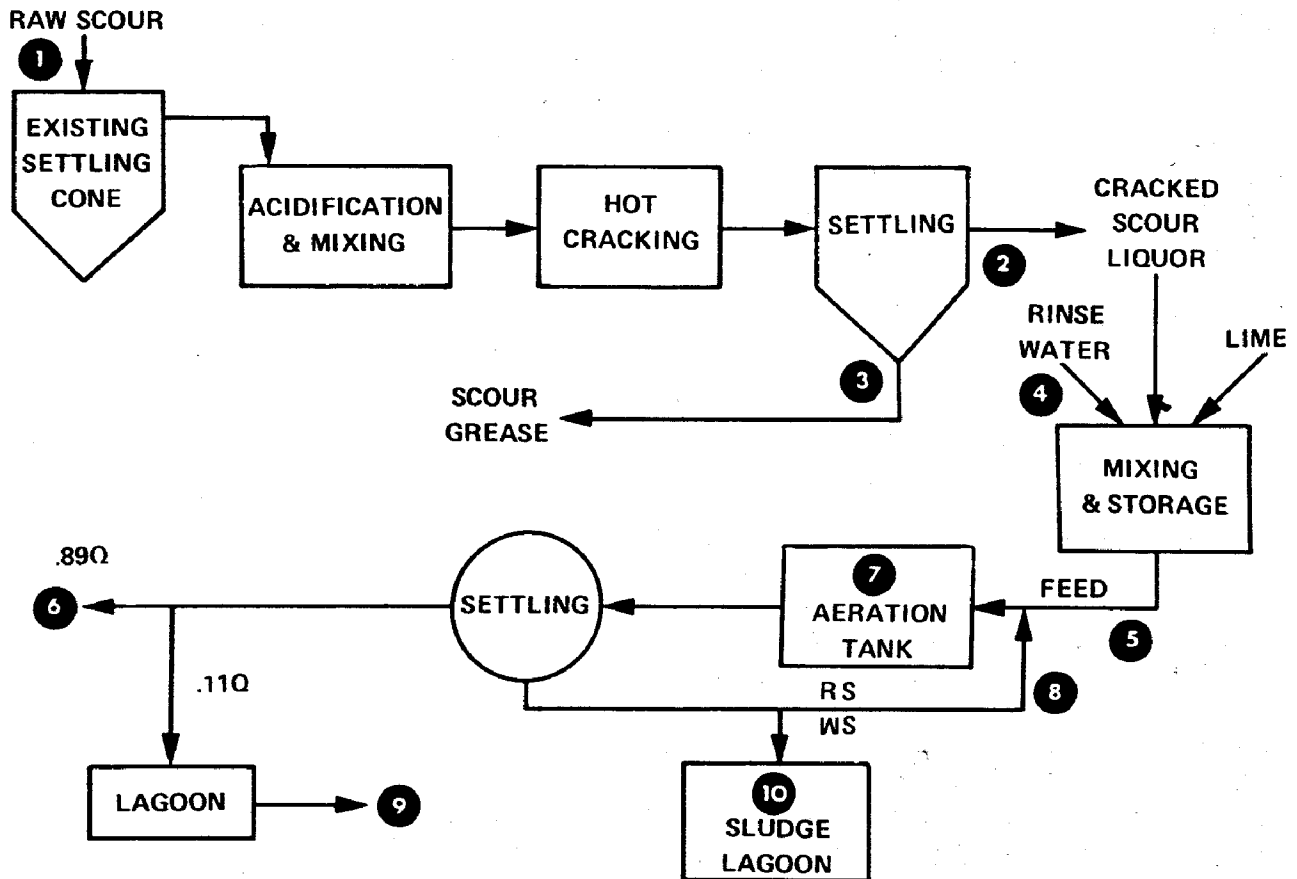 RAW SCOUR
1
EXISTING
SETTLING
CONE
ACIDIFICATION
& MIXING
HOT
CRACKING
SETTLING
2
CRACKED
SCOUR
LIQUOR
3
SCOUR
GREASE
RINSE
WATER
4
LIME
MIXING
& STORAGE
FEED
5
7
AERATION
TANK
SETTLING
.89Q
6
.11Q
RS
WS
8
LAGOON
9
10
SLUDGE
LAGOON